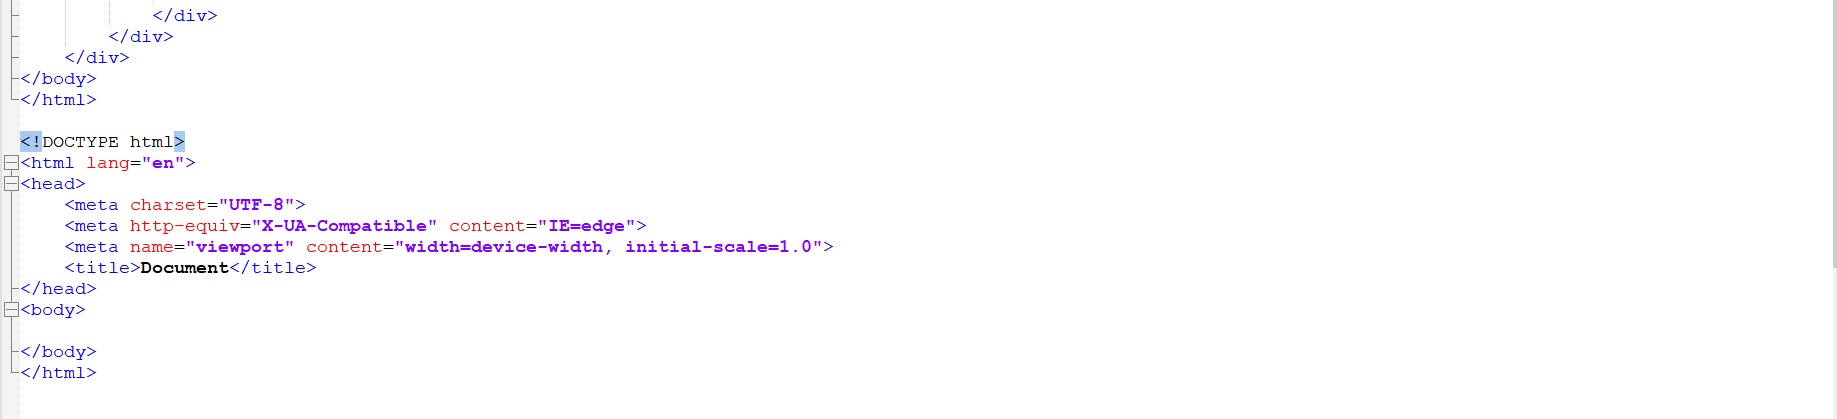 </div>
</div>
</div>
</body>
</html>
<!DOCTYPE html>
<html lang="en">
<head>
<meta charset="UTF-8">
<meta http-equiv="X-UA-Compatible" content="IE=edge">
<meta name="viewport" content="width=device-width, initial-scale=1.0">
<title>Document</title>
</head>
<body>
</body>
</html>